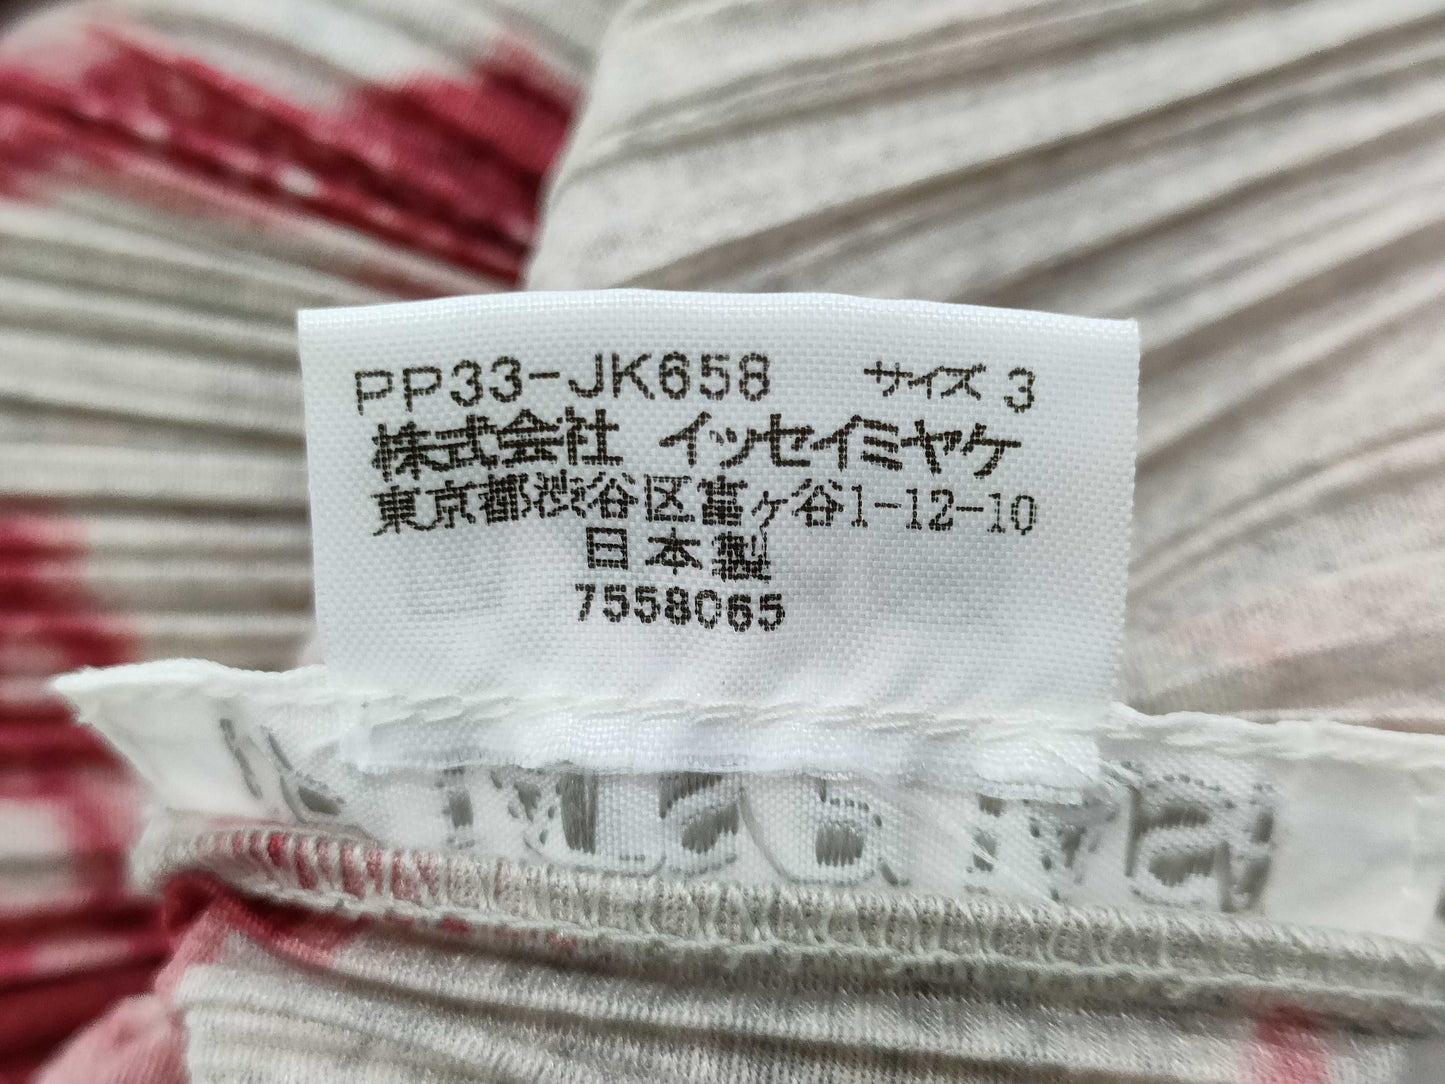 PP33-JK658 サイズ 3
株式会社 イッセイミヤケ
東京都渋谷区富ヶ谷1-12-10
日本製
7558065